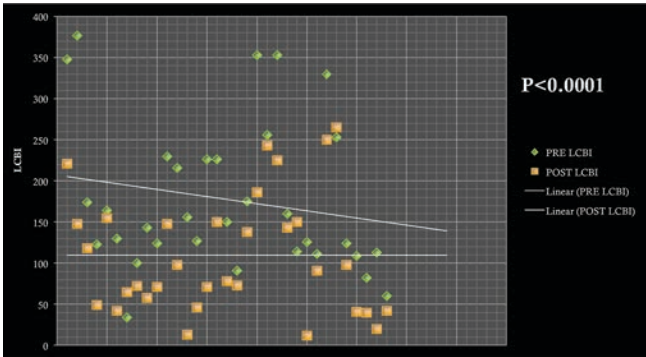 400
350
300
250
200
150
100
50
0
LCBI
P<0.0001
PRE LCBI
POST LCBI
Linear (PRE LCBI)
Linear (POST LCBI)